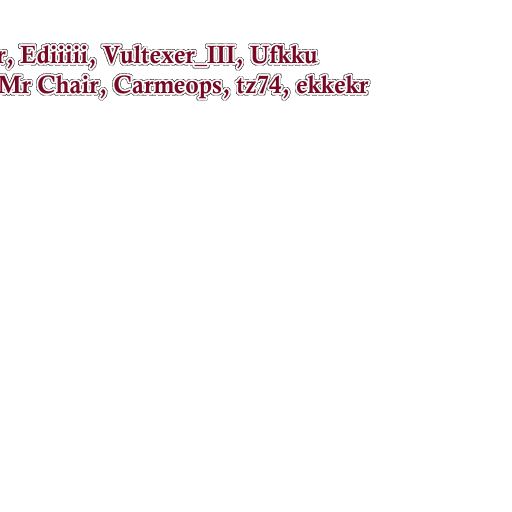 r, Ediiiii, Vultexer_III, Ufkku
Mr Chair, Carmeops, tz74, ekkekr